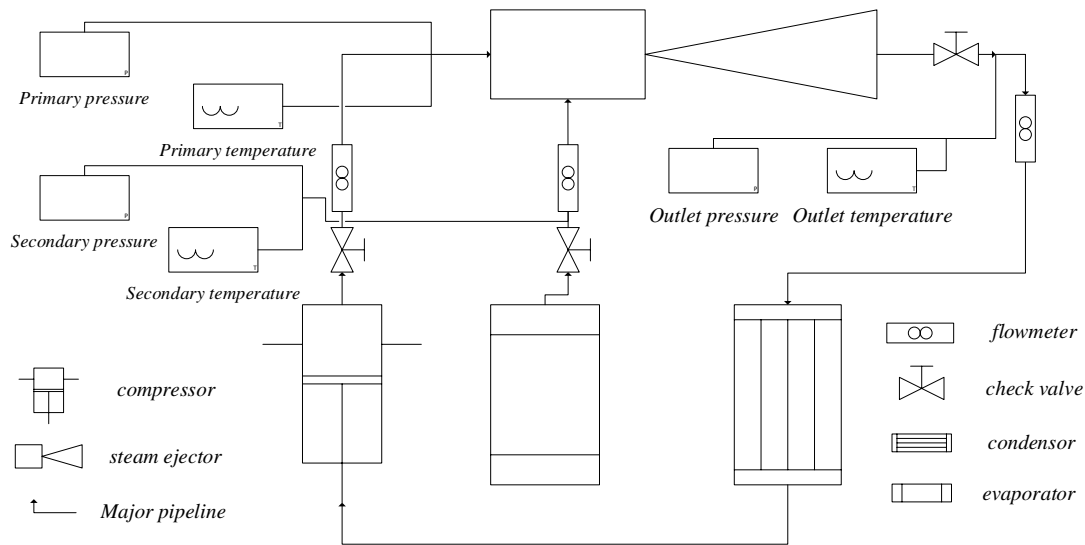 P
Primary pressure
T
Primary temperature
P
Secondary pressure
T
Secondary temperature
P
Outlet pressure
T
Outlet temperature
compressor
steam ejector
Major pipeline
flowmeter
check valve
condensor
evaporator